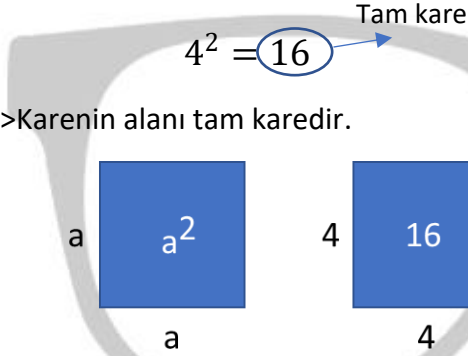 Tam kare
4² = 16
>Karenin alanı tam karedir.
a a² 4 16
a 4